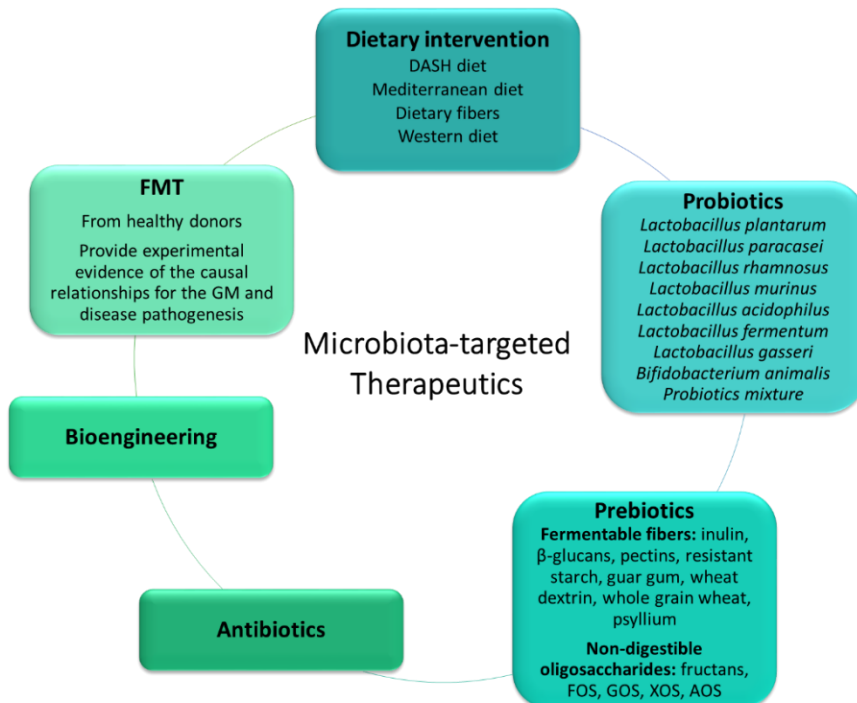 Dietary intervention
DASH diet
Mediterranean diet
Dietary fibers
Western diet
Probiotics
Lactobacillus plantarum
Lactobacillus paracasei
Lactobacillus rhamnosus
Lactobacillus murinus
Lactobacillus acidophilus
Lactobacillus fermentum
Lactobacillus gasseri
Bifidobacterium animalis
Probiotics mixture
Prebiotics
Fermentable fibers: inulin,
β-glucans, pectins, resistant
starch, guar gum, wheat
dextrin, whole grain wheat,
psyllium
Non-digestible
oligosaccharides: fructans,
FOS, GOS, XOS, AOS
Antibiotics
Bioengineering
FMT
From healthy donors
Provide experimental
evidence of the causal
relationships for the GM and
disease pathogenesis
Microbiota-targeted
Therapeutics